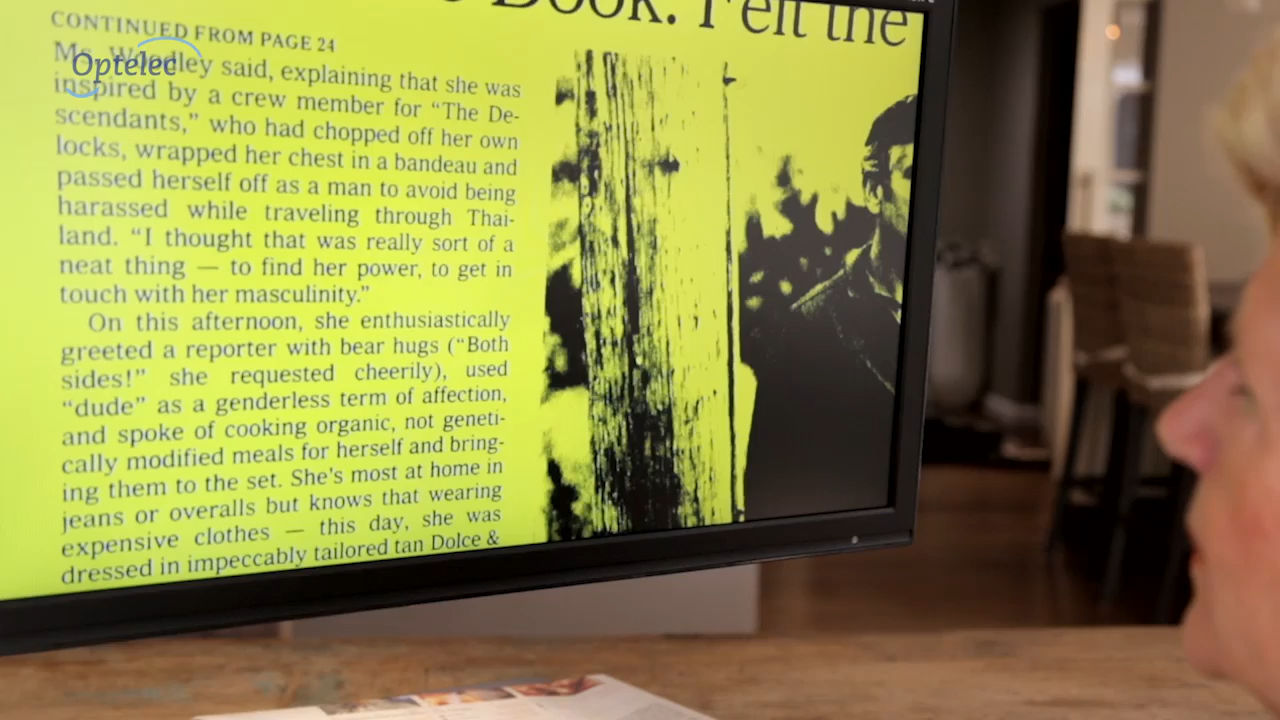 Book. Felt the
CONTINUED FROM PAGE 24
Optelec
Ms. Woodley said, explaining that she was
inspired by a crew member for “The De-
scendants,” who had chopped off her own
locks, wrapped her chest in a bandeau and
passed herself off as a man to avoid being
harassed while traveling through Thai-
land. “I thought that was really sort of a
neat thing — to find her power, to get in
touch with her masculinity.”
On this afternoon, she enthusiastically
greeted a reporter with bear hugs (“Both
sides!” she requested cheerily), used
“dude” as a genderless term of affection,
and spoke of cooking organic, not geneti-
cally modified meals for herself and bring-
ing them to the set. She’s most at home in
jeans or overalls but knows that wearing
expensive clothes — this day, she was
dressed in impeccably tailored tan Dolce &